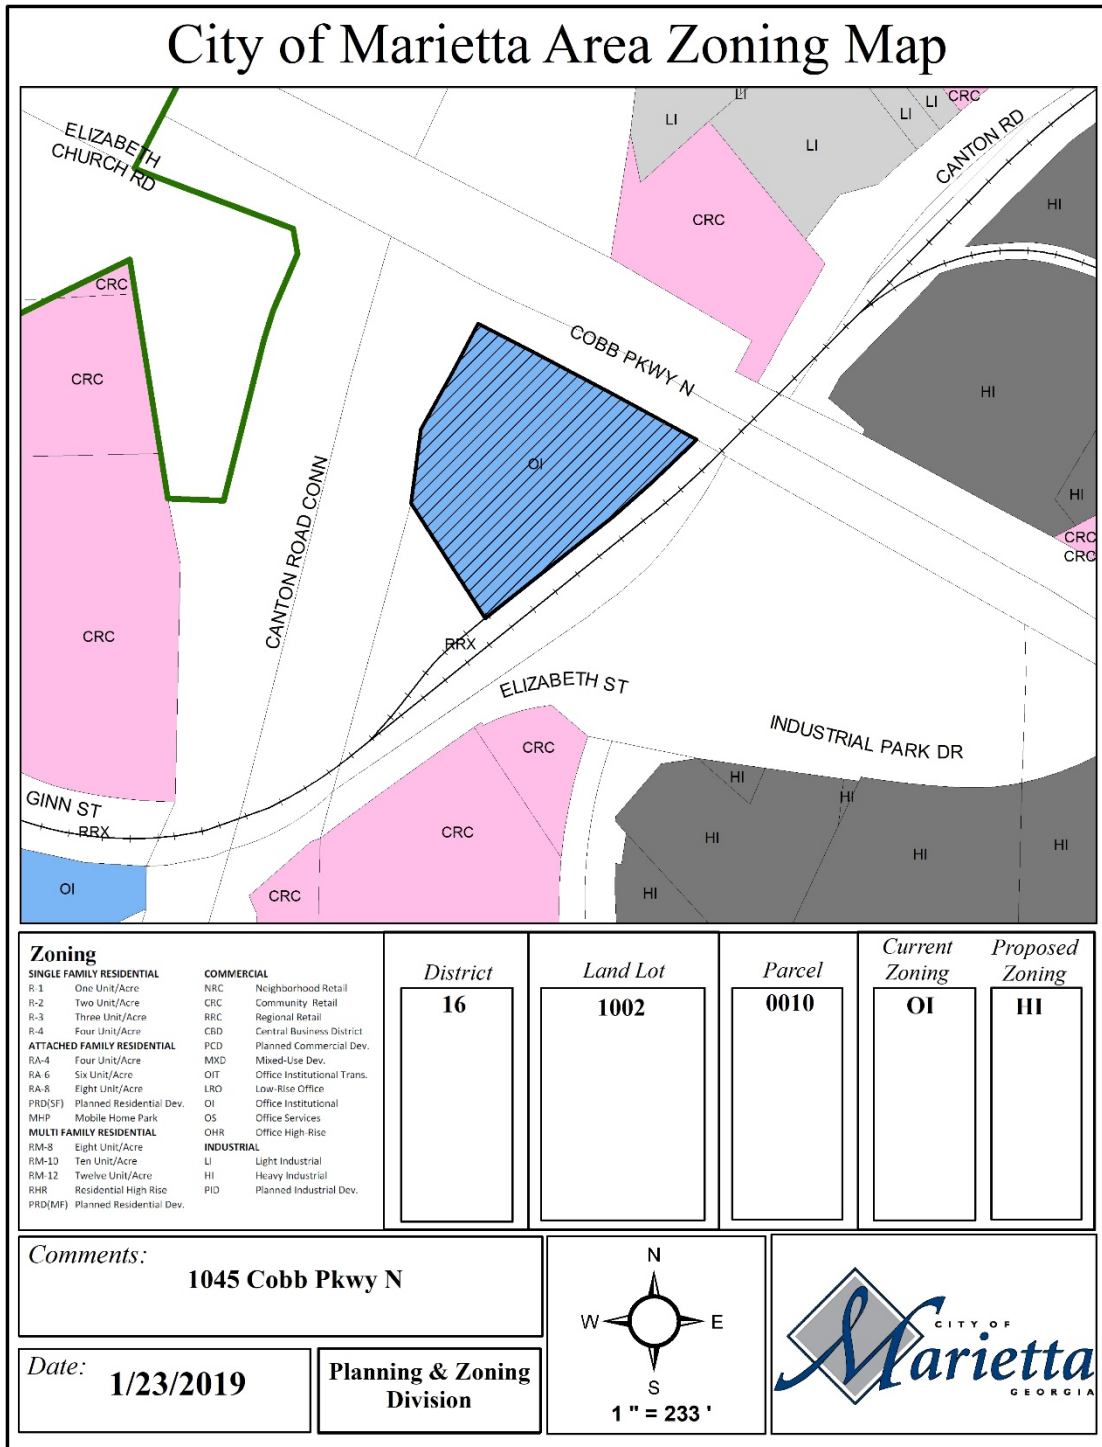 City of Marietta Area Zoning Map
LI
LI
LI
CRC
LI
LI
CANTON RD
ELIZABETH
CHURCH RD
CRC
HI
CRC
COBB PKWY N
CRC
HI
OI
HI
CRC
CRC
CANTON ROAD CONN
CRC
RRX
ELIZABETH ST
INDUSTRIAL PARK DR
CRC
HI
HI
GINN ST
RRX
CRC
HI
HI
HI
OI
CRC
HI
Zoning
SINGLE FAMILY RESIDENTIAL
R-1 One Unit/Acre
R-2 Two Unit/Acre
R-3 Three Unit/Acre
R-4 Four Unit/Acre
ATTACHED FAMILY RESIDENTIAL
RA-4 Four Unit/Acre
RA-6 Six Unit/Acre
RA-8 Eight Unit/Acre
PRD(SF) Planned Residential Dev.
MHP Mobile Home Park
MULTI FAMILY RESIDENTIAL
RM-8 Eight Unit/Acre
RM-10 Ten Unit/Acre
RM-12 Twelve Unit/Acre
RHR Residential High Rise
PRD(MF) Planned Residential Dev.
COMMERCIAL
NRC Neighborhood Retail
CRC Community Retail
RRC Regional Retail
CBD Central Business District
PCD Planned Commercial Dev.
MXD Mixed-Use Dev.
OIT Office Institutional Trans.
LRO Low-Rise Office
OI Office Institutional
OS Office Services
OHR Office High-Rise
INDUSTRIAL
LI Light Industrial
HI Heavy Industrial
PID Planned Industrial Dev.
District
16
Land Lot
1002
Parcel
0010
Current
Zoning
OI
Proposed
Zoning
HI
Comments:
1045 Cobb Pkwy N
Date:
1/23/2019
Planning & Zoning
Division
N
W E
S
1 " = 233 '
CITY OF
Marietta
GEORGIA